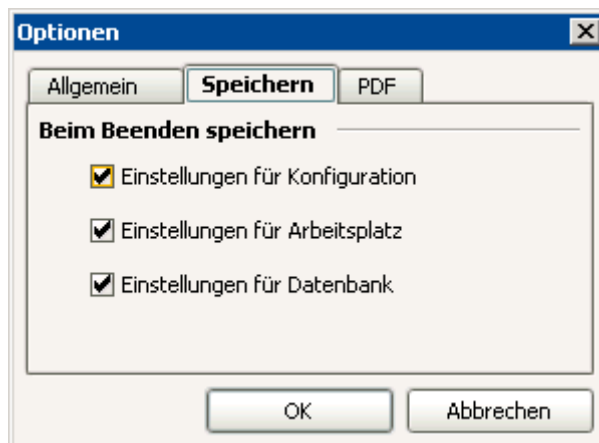 Optionen
Allgemein Speichern PDF
Beim Beenden speichern
Einstellungen für Konfiguration
Einstellungen für Arbeitsplatz
Einstellungen für Datenbank
OK Abbrechen